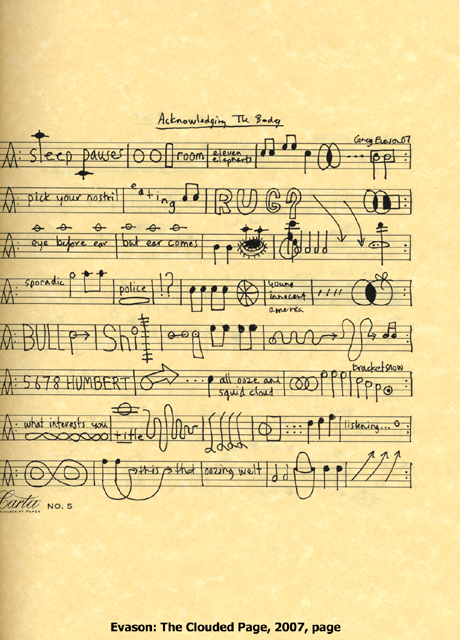 Acknowledging The Body
Greg Evason 07
sleep pauses room eleven elephants
pick your nostril eating RUG?
eye before ear but ear comes
sporadic police !? young innocent america
BULL Shit
bracket show
5678 HUMBERT all ooze and squid cloud
what interests you title listening...
this that oozing welt
Carta NO. 5
Evason: The Clouded Page, 2007, page